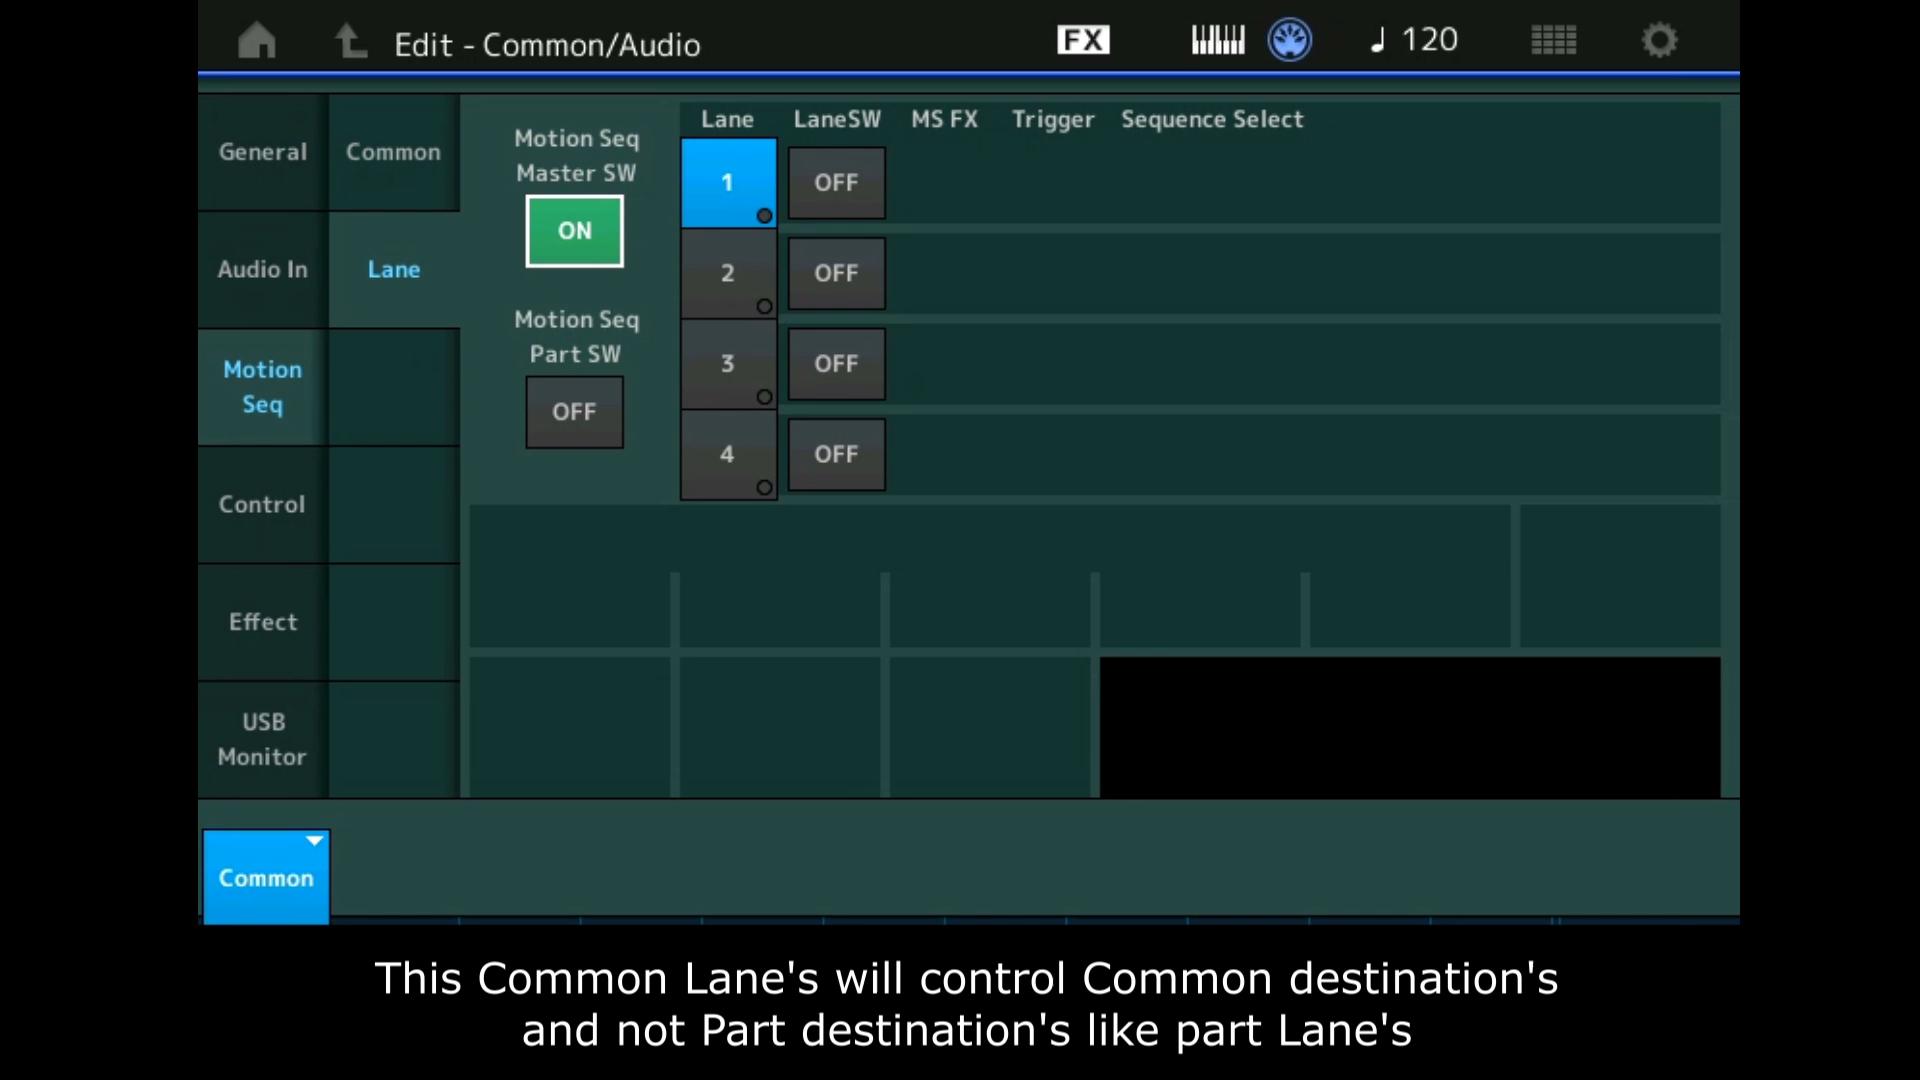 Edit - Common/Audio
FX
♩ 120
General
Common
Audio In
Lane
Motion
Seq
Control
Effect
USB
Monitor
Motion Seq
Master SW
ON
Motion Seq
Part SW
OFF
Lane LaneSW MS FX Trigger Sequence Select
1 OFF
2 OFF
3 OFF
4 OFF
Common
This Common Lane's will control Common destination's
and not Part destination's like part Lane's